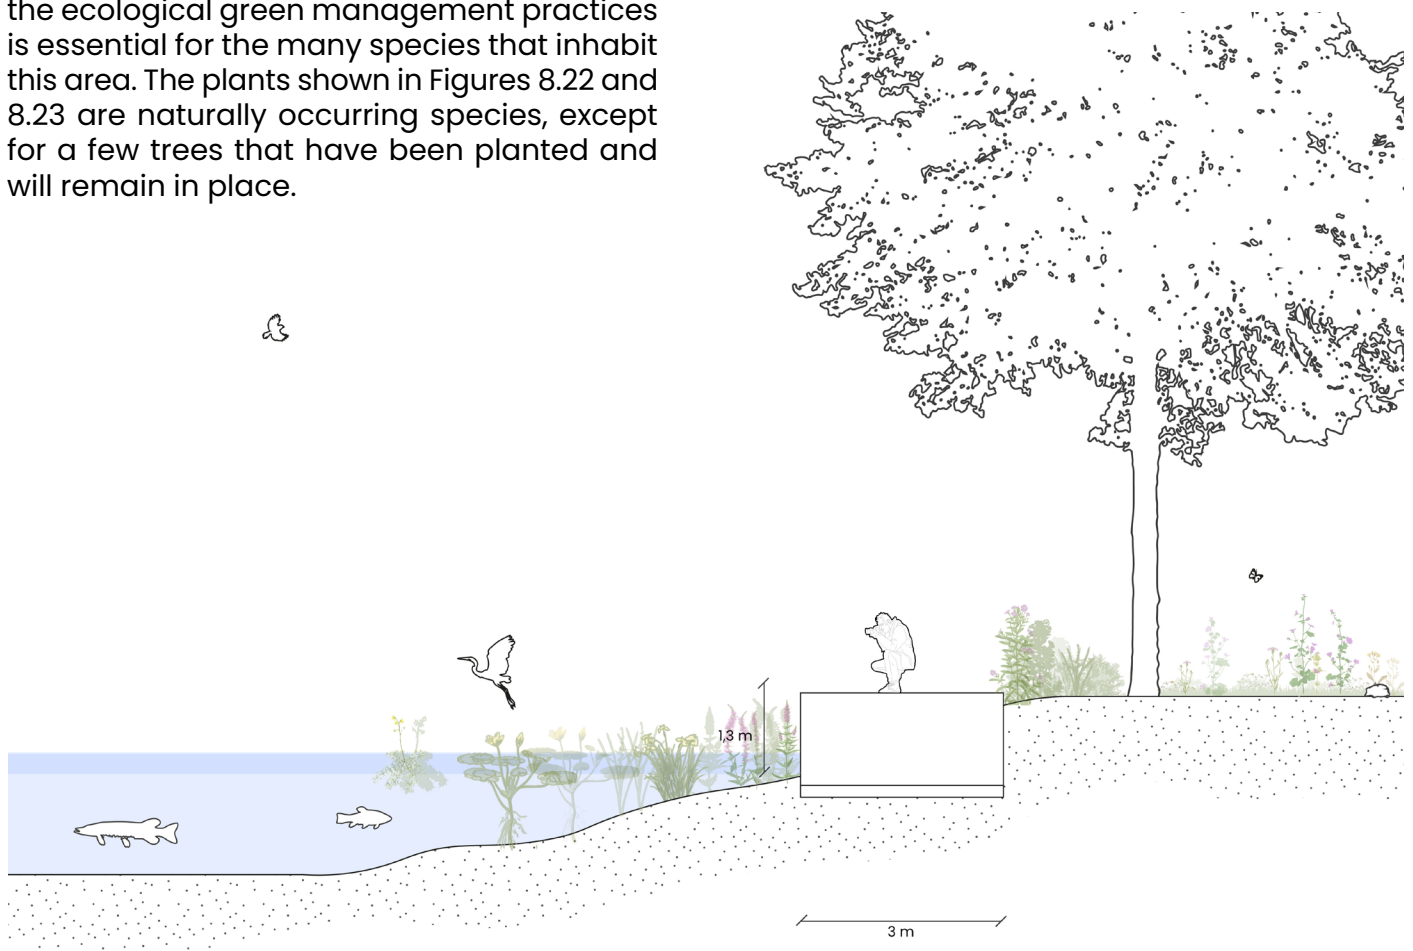 the ecological green management practices
is essential for the many species that inhabit
this area. The plants shown in Figures 8.22 and
8.23 are naturally occurring species, except
for a few trees that have been planted and
will remain in place.
1,3 m
3 m